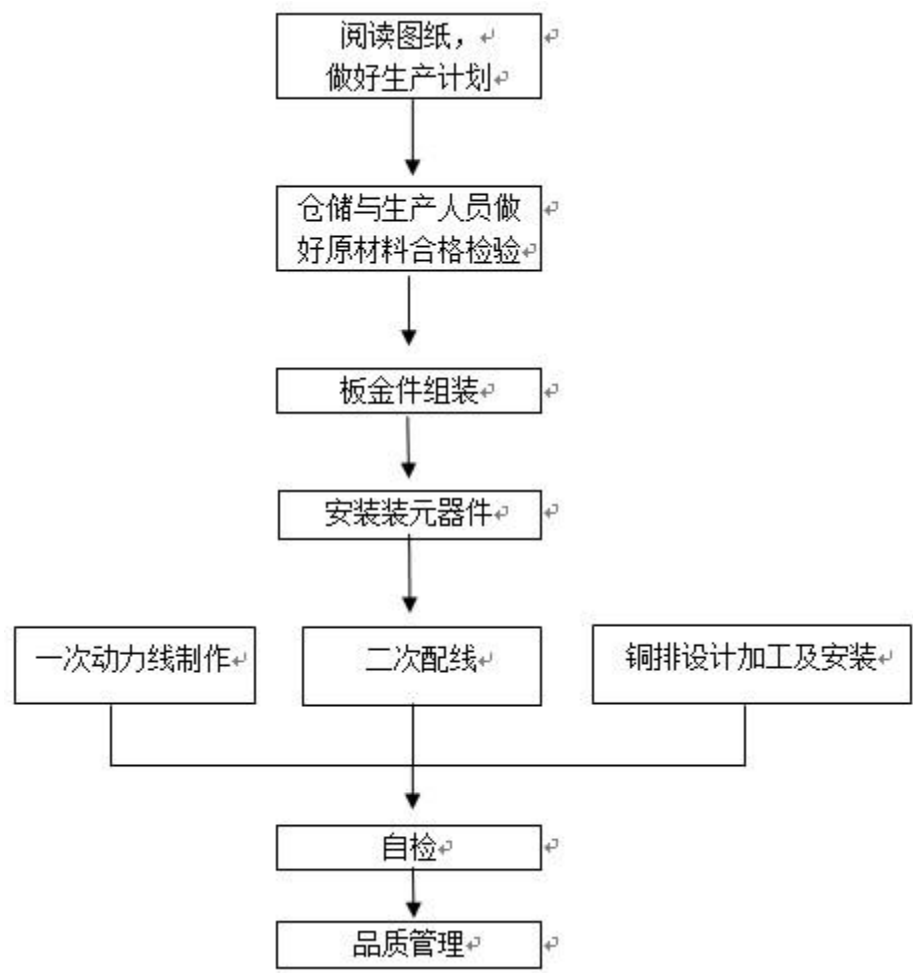 阅读图纸，
做好生产计划
仓储与生产人员做
好原材料合格检验
板金件组装
安装装元器件
一次动力线制作
二次配线
铜排设计加工及安装
自检
品质管理